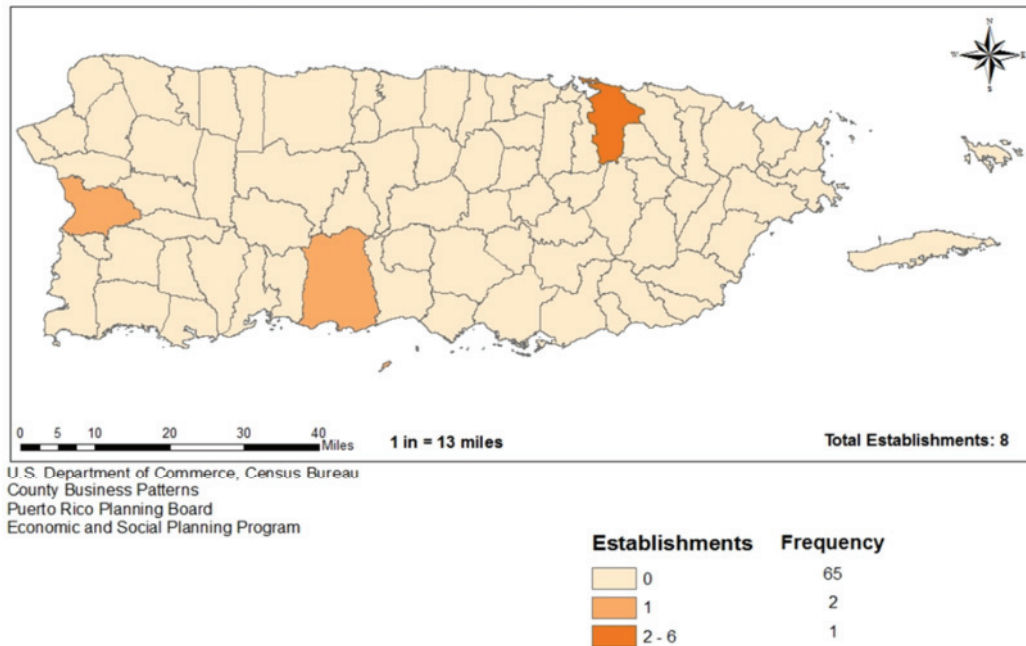 N
W E
S
0 5 10 20 30 40
Miles
1 in = 13 miles
Total Establishments: 8
U.S. Department of Commerce, Census Bureau
County Business Patterns
Puerto Rico Planning Board
Economic and Social Planning Program
Establishments Frequency
0 65
1 2
2 - 6 1